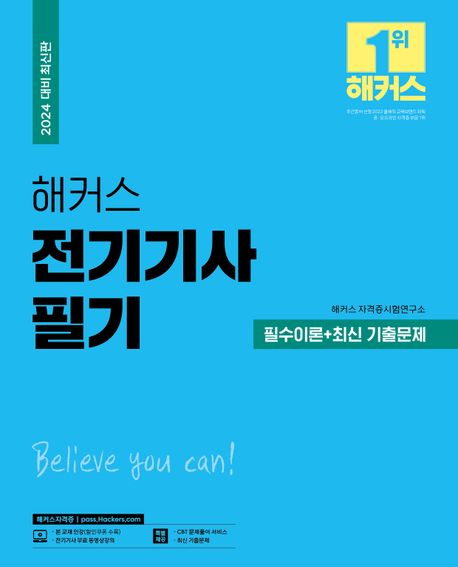 2024 대비 최신판
1위
해커스
해커스
전기기사
필기
해커스 자격증시험연구소
필수이론+최신 기출문제
Believe you can!
해커스자격증 | pass.Hackers.com
· 본 교재 인강(할인쿠폰 수록)
· 전기기사 무료 동영상강의
특별
제공
· CBT 문제풀이 서비스
· 최신 기출문제